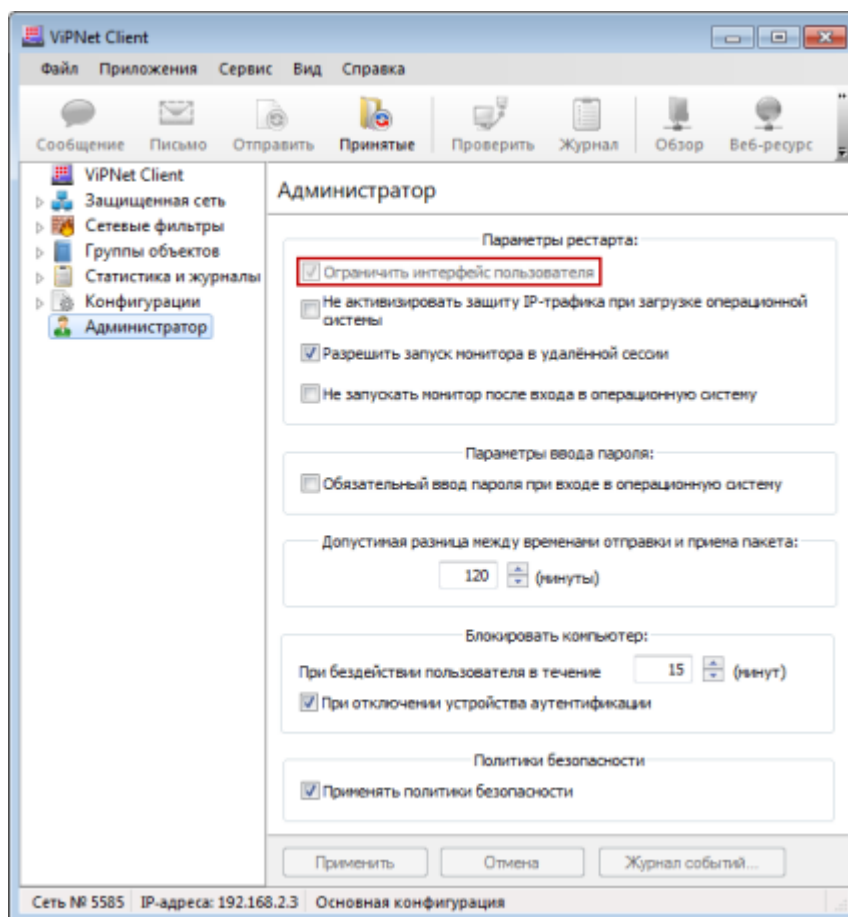 ViPNet Client
Файл Приложения Сервис Вид Справка
Сообщение Письмо Отправить Принятые Проверить Журнал Обзор Веб-ресурс
ViPNet Client
Защищенная сеть
Сетевые фильтры
Группы объектов
Статистика и журналы
Конфигурации
Администратор
Администратор
Параметры рестарта:
Ограничить интерфейс пользователя
Не активизировать защиту IP-трафика при загрузке операционной
системы
Разрешить запуск монитора в удалённой сессии
Не запускать монитор после входа в операционную систему
Параметры ввода пароля:
Обязательный ввод пароля при входе в операционную систему
Допустимая разница между временами отправки и приема пакета:
120 (минуты)
Блокировать компьютер:
При бездействии пользователя в течение 15 (минут)
При отключении устройства аутентификации
Политики безопасности
Применять политики безопасности
Применить Отмена Журнал событий...
Сеть № 5585 IP-адреса: 192.168.2.3 Основная конфигурация